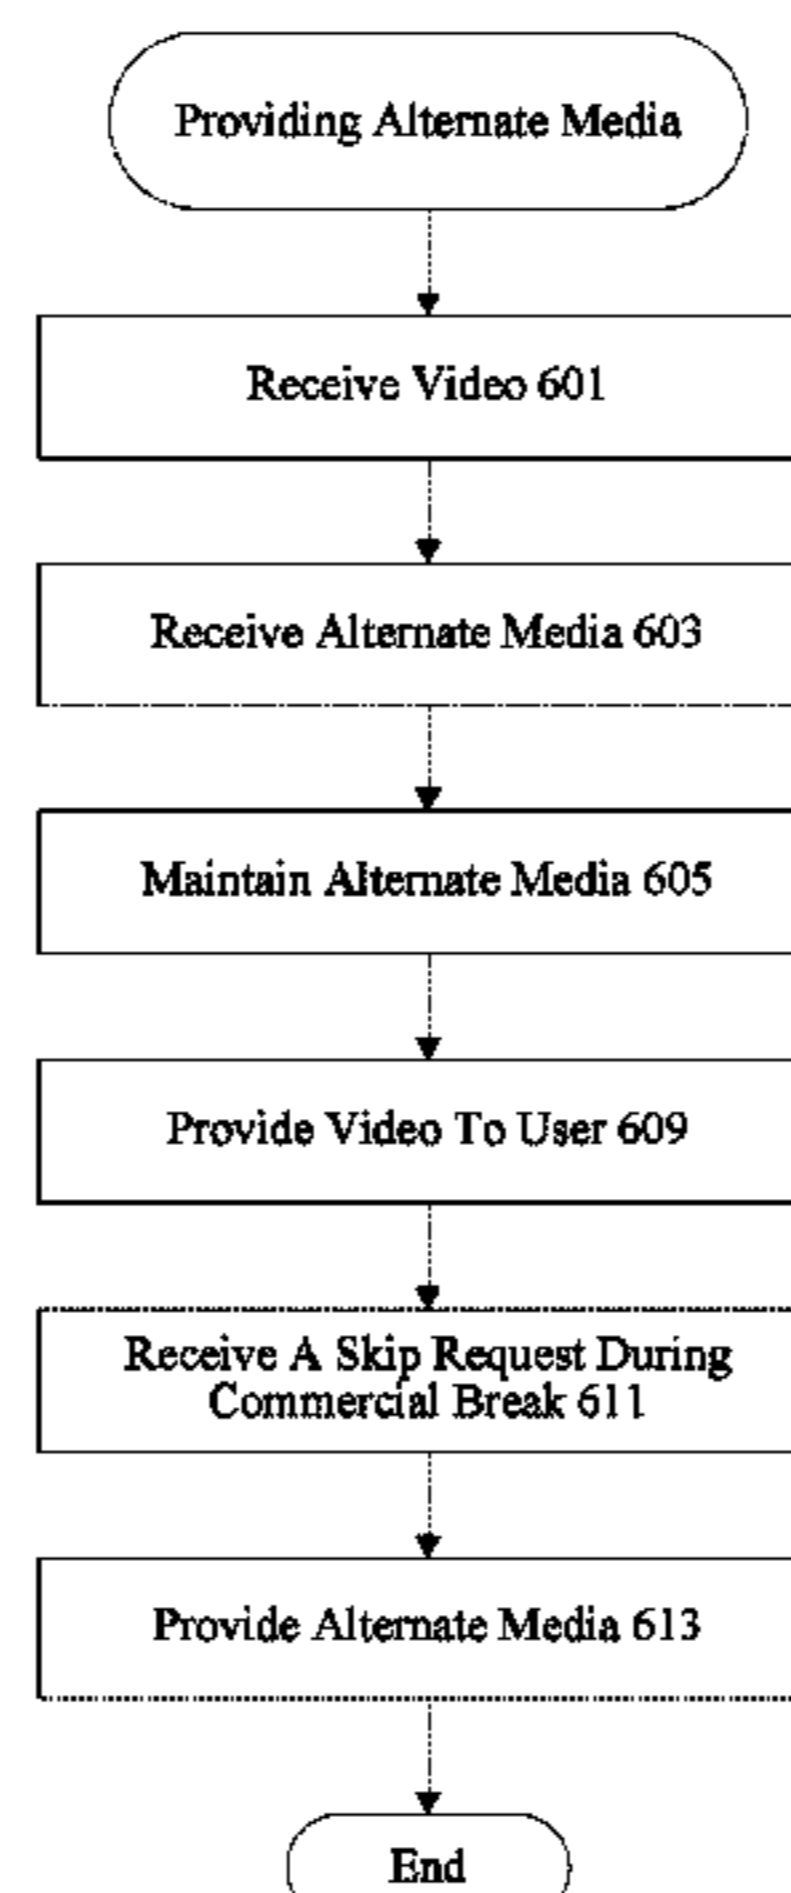 Providing Alternate Media
Receive Video 601
Receive Alternate Media 603
Maintain Alternate Media 605
Provide Video To User 609
Receive A Skip Request During
Commercial Break 611
Provide Alternate Media 613
End